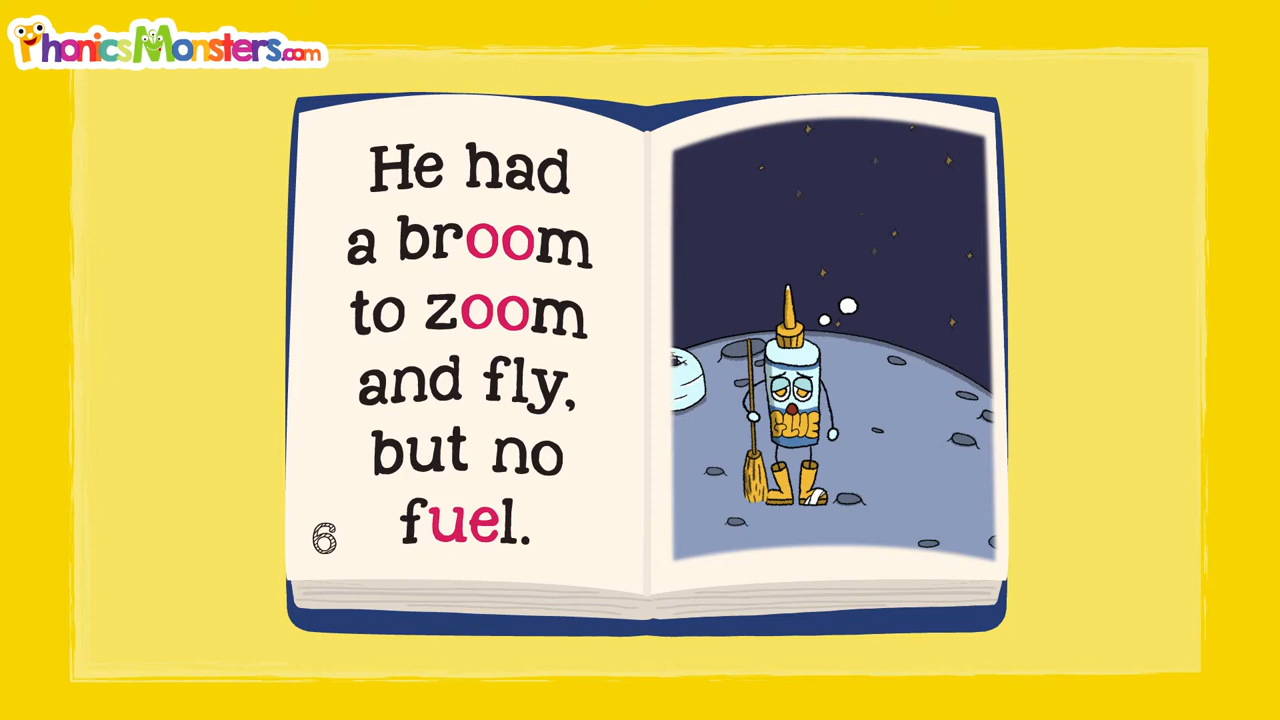 PhonicsMonsters.com
He had
a broom
to zoom
and fly,
but no
fuel.
6
GLUE